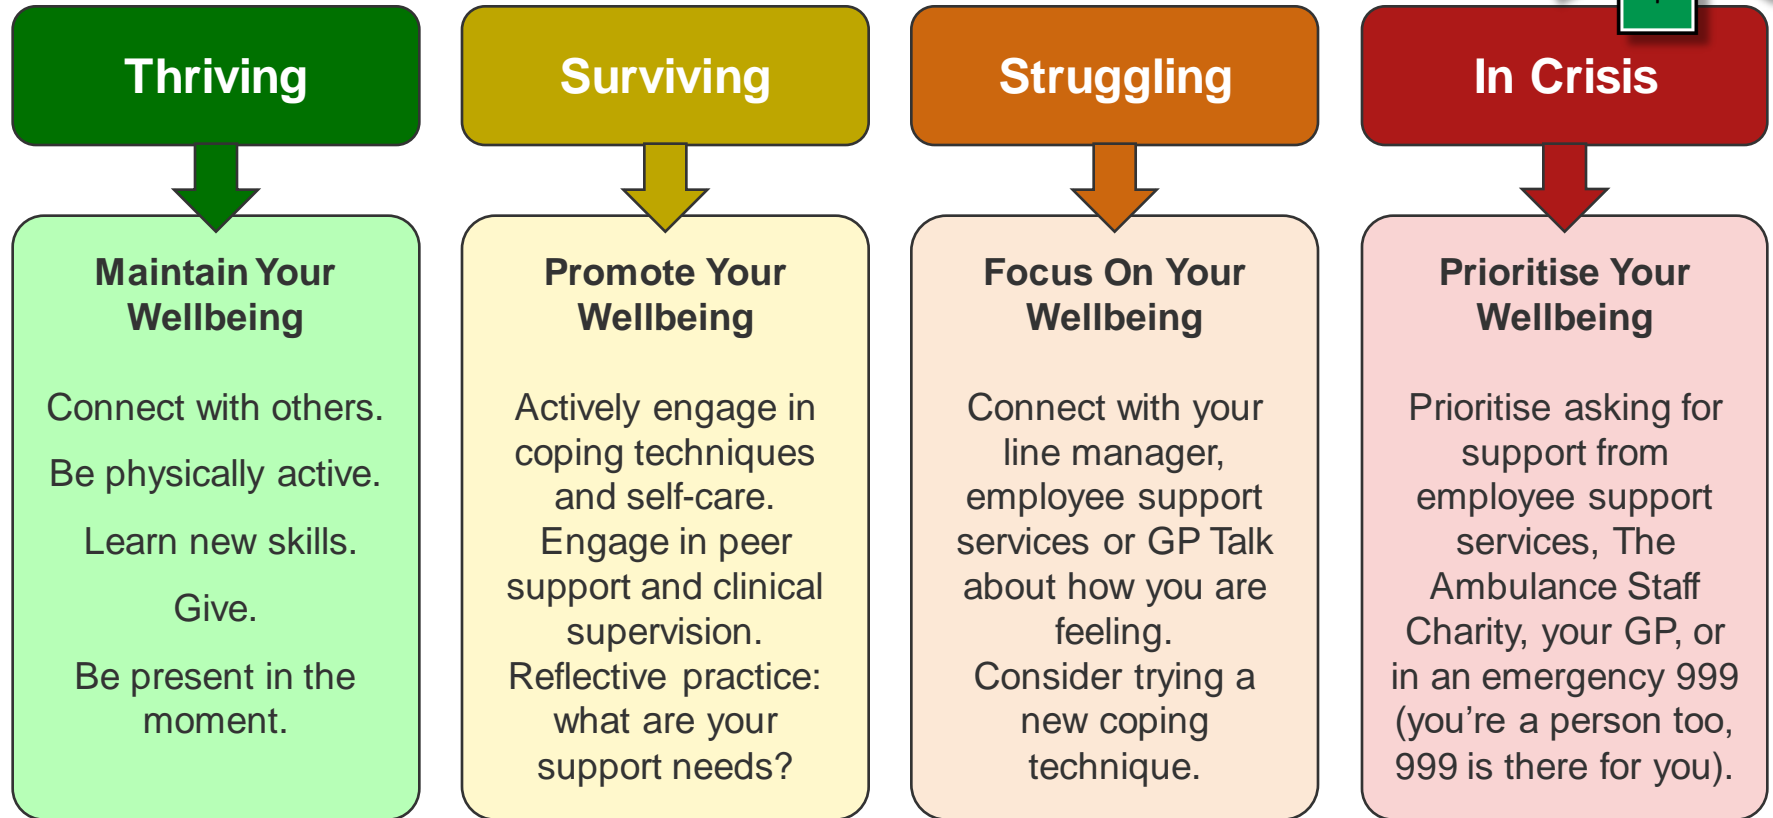 Thriving
Surviving
Struggling
In Crisis
Maintain Your
Wellbeing
Connect with others.
Be physically active.
Learn new skills.
Give.
Be present in the
moment.
Promote Your
Wellbeing
Actively engage in
coping techniques
and self-care.
Engage in peer
support and clinical
supervision.
Reflective practice:
what are your
support needs?
Focus On Your
Wellbeing
Connect with your
line manager,
employee support
services or GP Talk
about how you are
feeling.
Consider trying a
new coping
technique.
Prioritise Your
Wellbeing
Prioritise asking for
support from
employee support
services, The
Ambulance Staff
Charity, your GP, or
in an emergency 999
(you’re a person too,
999 is there for you).